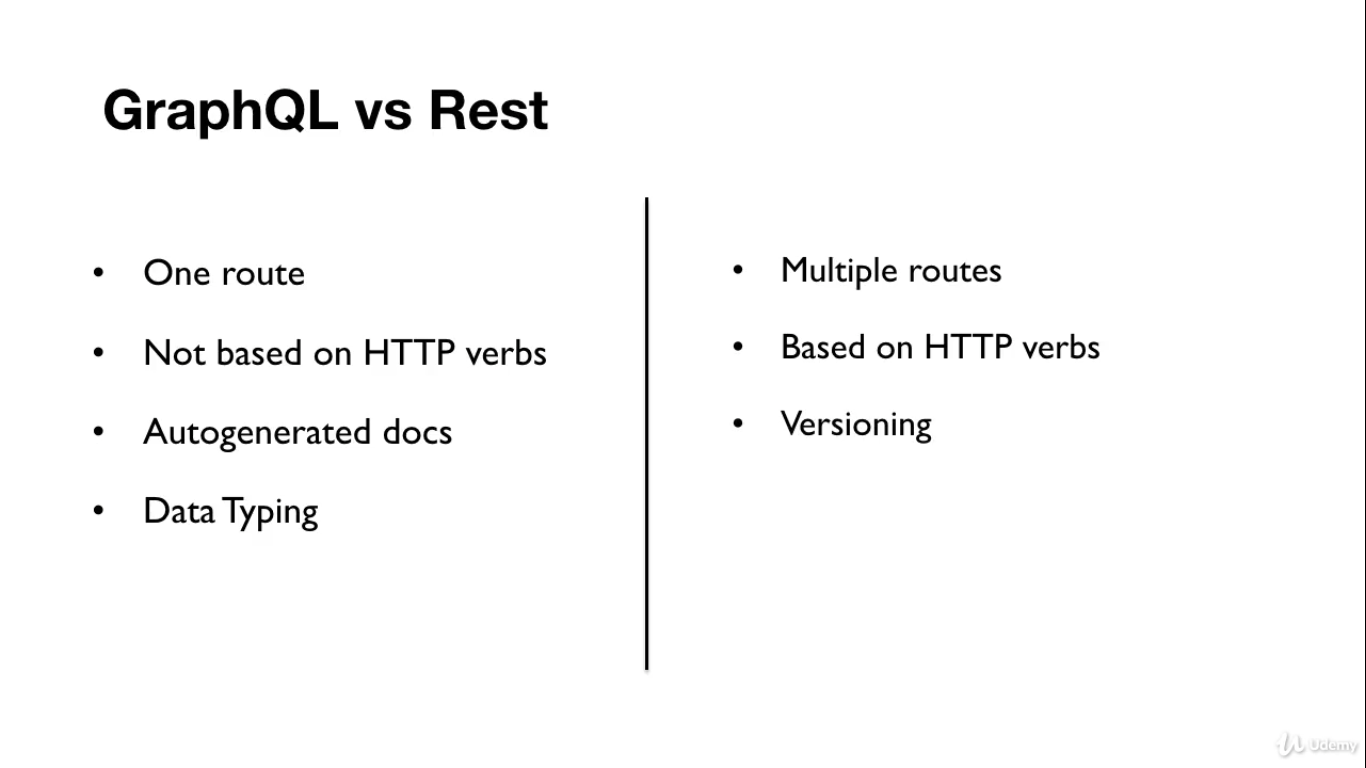 GraphQL vs Rest
• One route
• Not based on HTTP verbs
• Autogenerated docs
• Data Typing
• Multiple routes
• Based on HTTP verbs
• Versioning
Udemy